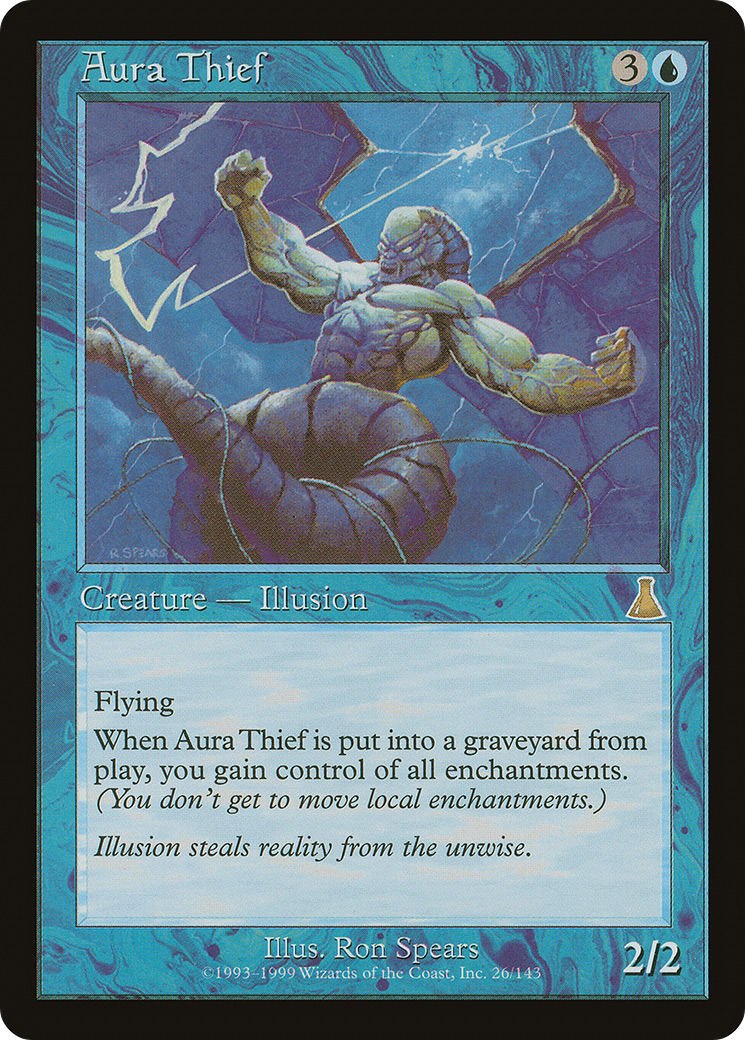 Aura Thief
3
R. SPEARS
Creature — Illusion
Flying
When Aura Thief is put into a graveyard from
play, you gain control of all enchantments.
(You don't get to move local enchantments.)
Illusion steals reality from the unwise.
Illus. Ron Spears
©1993–1999 Wizards of the Coast, Inc. 26/143
2/2